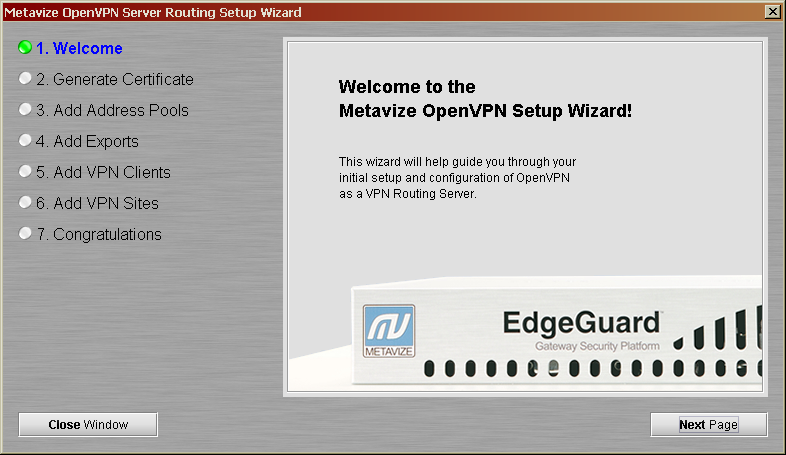 Metavize OpenVPN Server Routing Setup Wizard
1. Welcome
2. Generate Certificate
3. Add Address Pools
4. Add Exports
5. Add VPN Clients
6. Add VPN Sites
7. Congratulations
Welcome to the
Metavize OpenVPN Setup Wizard!
This wizard will help guide you through your
initial setup and configuration of OpenVPN
as a VPN Routing Server.
METAVIZE
EdgeGuard™
Gateway Security Platform
Close Window
Next Page